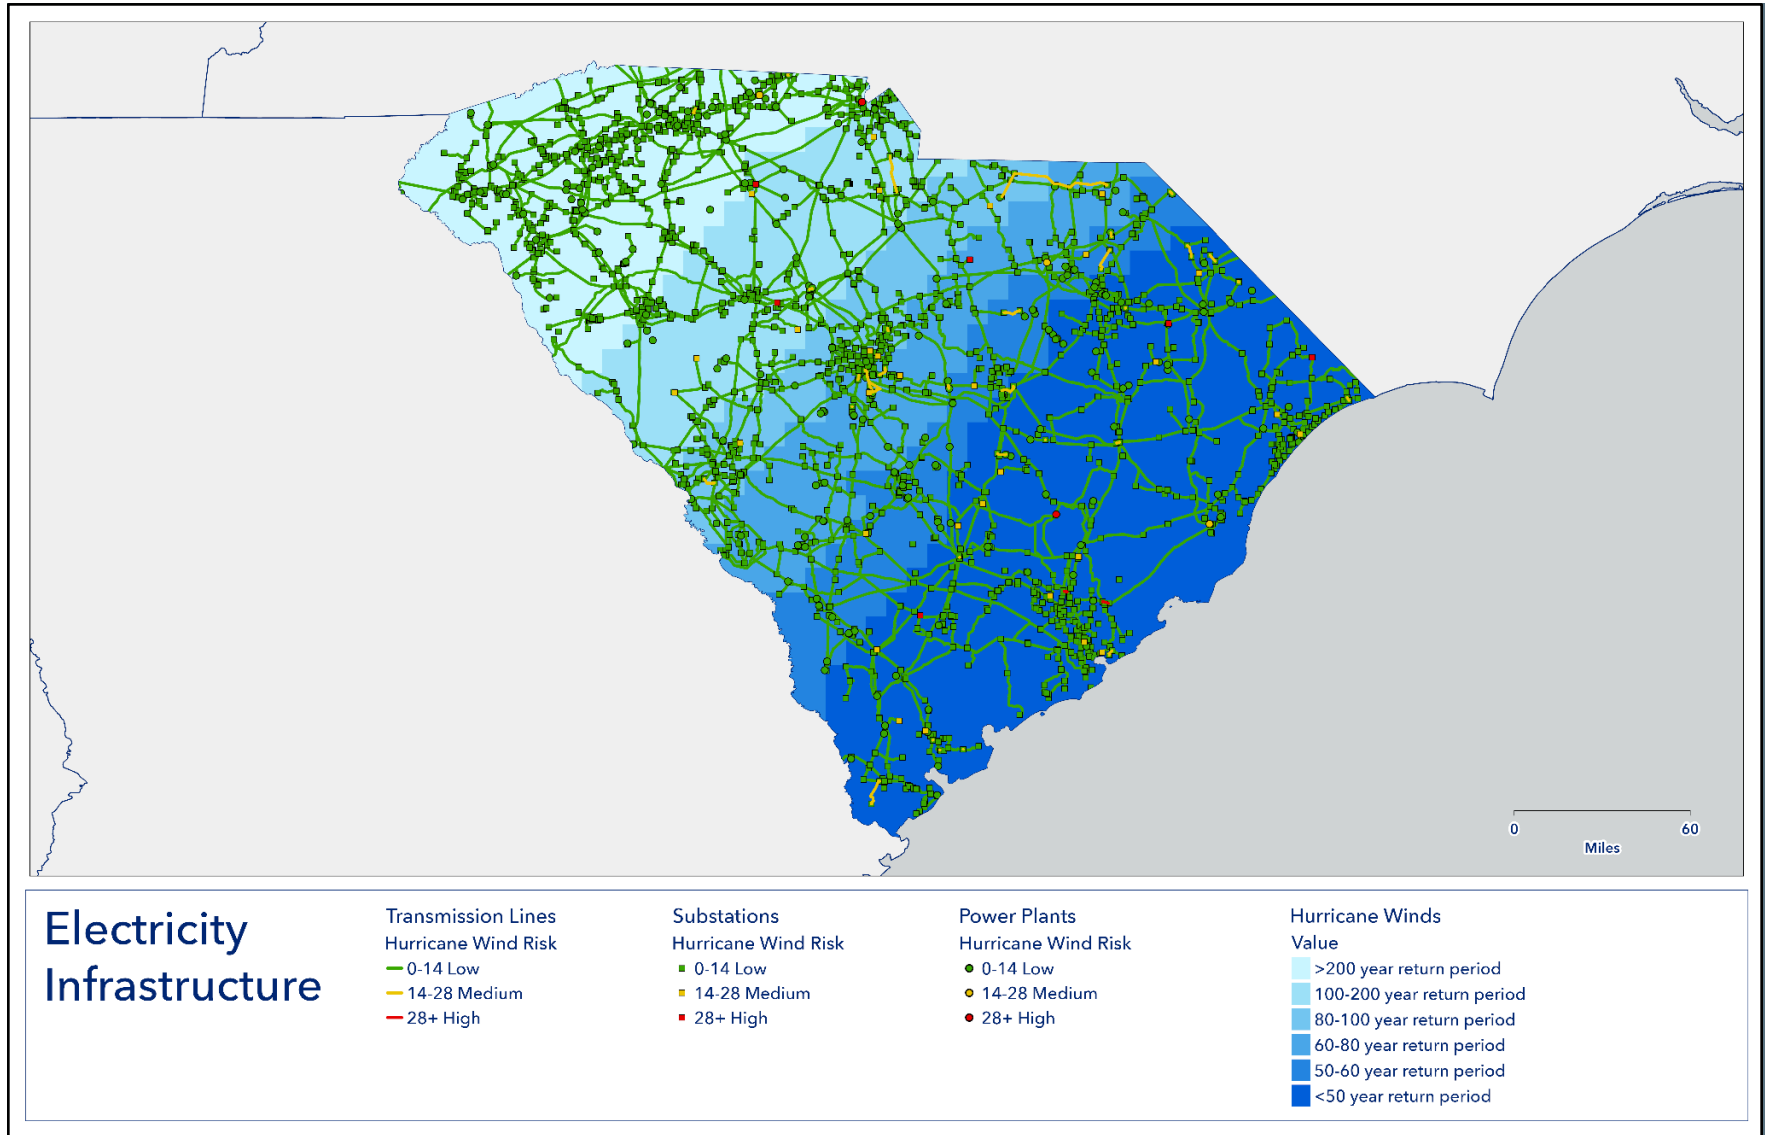 0
60
Miles
Electricity
Infrastructure
Transmission Lines
Hurricane Wind Risk
0-14 Low
14-28 Medium
28+ High
Substations
Hurricane Wind Risk
0-14 Low
14-28 Medium
28+ High
Power Plants
Hurricane Wind Risk
0-14 Low
14-28 Medium
28+ High
Hurricane Winds
Value
>200 year return period
100-200 year return period
80-100 year return period
60-80 year return period
50-60 year return period
<50 year return period